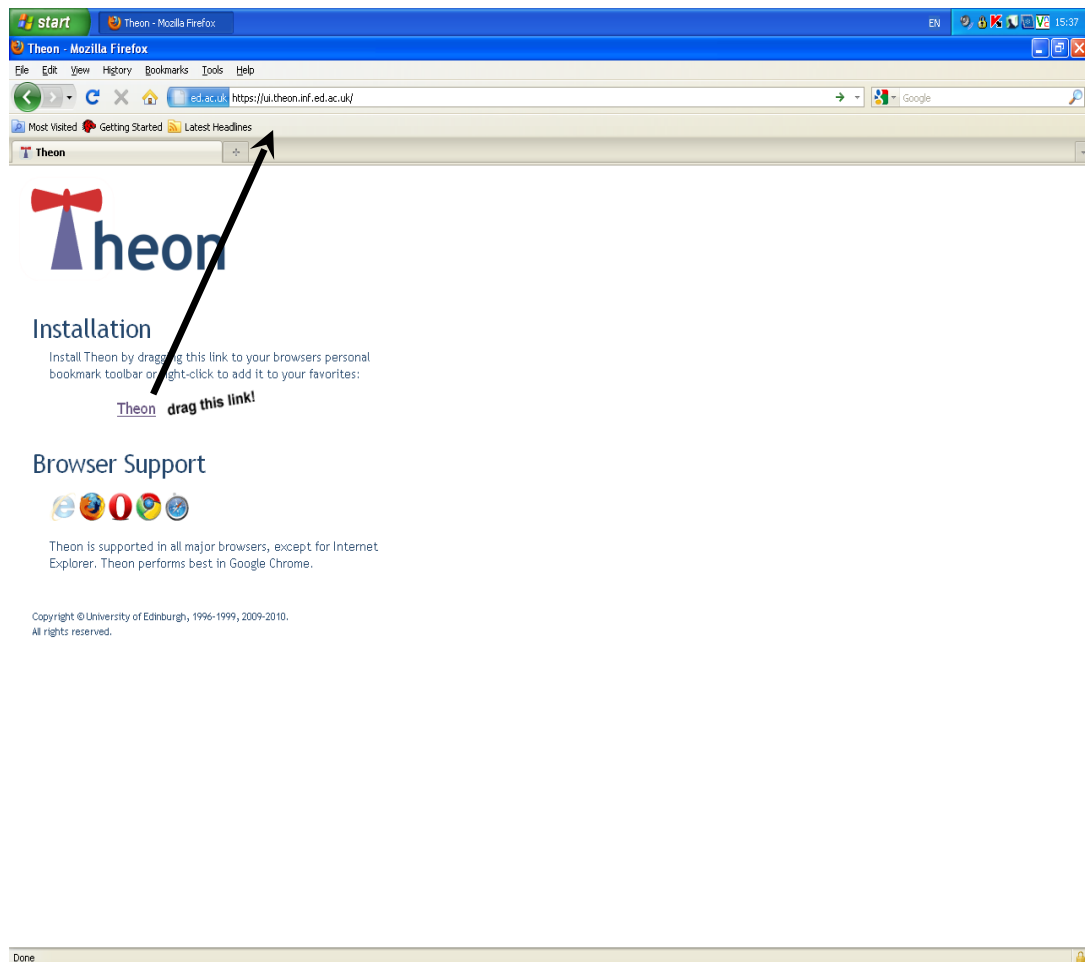 start Theon - Mozilla Firefox EN 15:37
Theon - Mozilla Firefox
File Edit View History Bookmarks Tools Help
ed.ac.uk https://ui.theon.inf.ed.ac.uk/ Google
Most Visited Getting Started Latest Headlines
Theon
Theon
Installation
Install Theon by dragging this link to your browsers personal
bookmark toolbar or right-click to add it to your favorites:
Theon drag this link!
Browser Support
Theon is supported in all major browsers, except for Internet
Explorer. Theon performs best in Google Chrome.
Copyright © University of Edinburgh, 1996-1999, 2009-2010.
All rights reserved.
Done